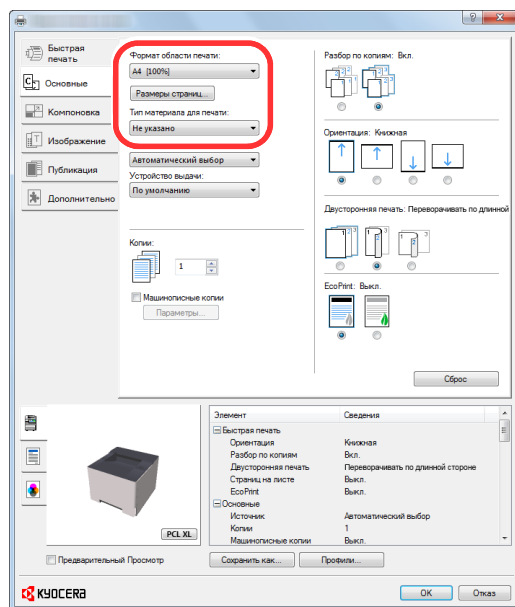 Быстрая
печать
Основные
Компоновка
Изображение
Публикация
Дополнительно
Формат области печати:
A4 [100%]
Размеры страниц...
Тип материала для
печати:
Не указано
Автоматический выбор
Устройство выдачи:
По умолчанию
Копии:
1
Машинописные копии
Параметры...
Разбор по копиям: Вкл.
Ориентация: Книжная
Двусторонняя печать: Переворачивать по длинной
EcoPrint: Выкл.
Сброс
Элемент Сведения
Быстрая печать
Ориентация Книжная
Разбор по копиям Вкл.
Двусторонняя печать Переворачивать по длинной стороне
Страниц на листе Выкл.
EcoPrint Выкл.
Основные
Источник Автоматический выбор
Копии 1
Машинописные копии Выкл.
PCL XL
Предварительный Просмотр
Сохранить как...
Профили...
KYOCERA
OK
Отказ